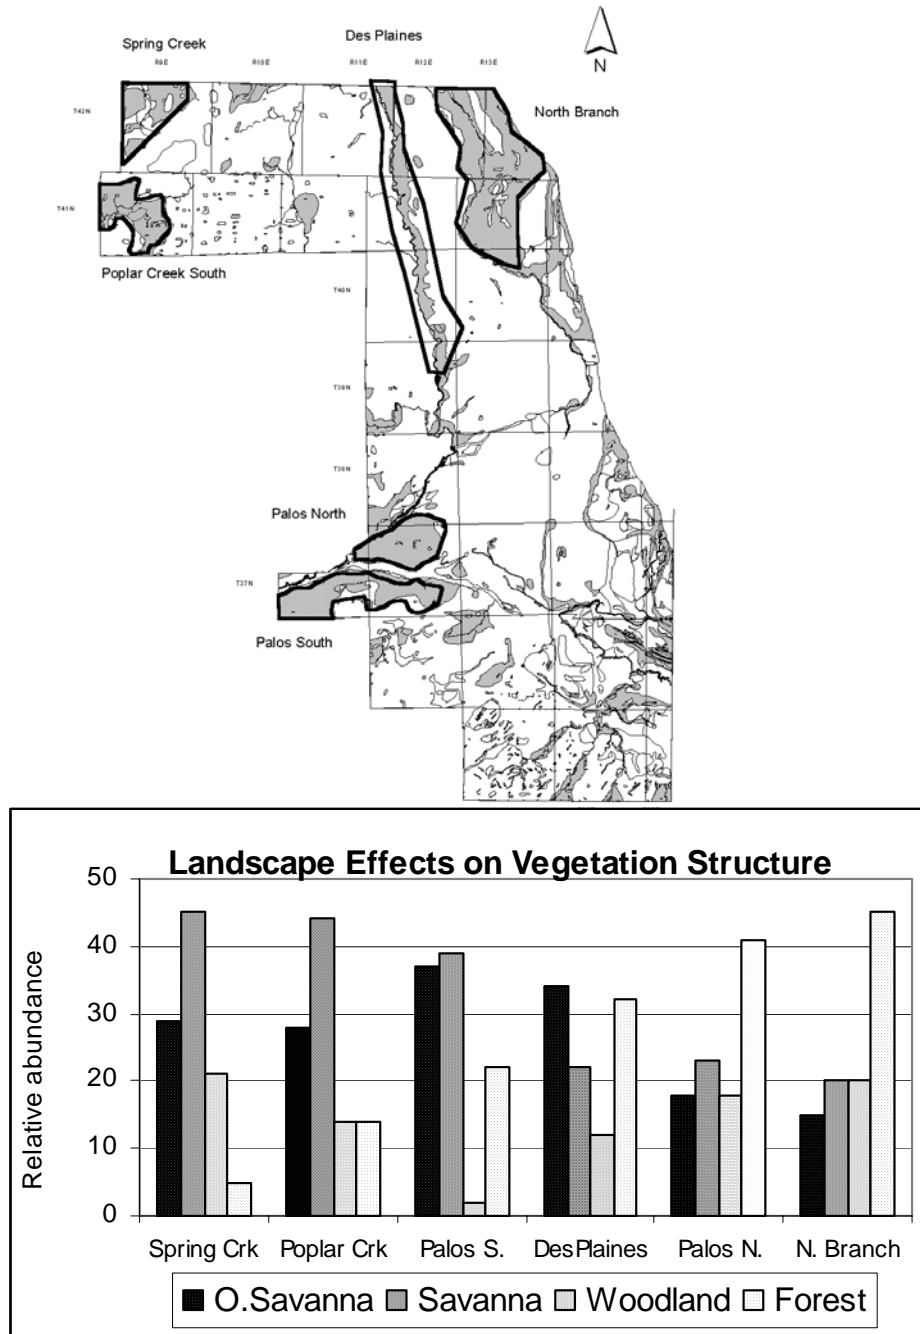 Spring Creek
Des Plaines
R9E
R10E
R11E
R12E
R13E
N
T42N
North Branch
T41N
Poplar Creek South
T40N
T39N
T38N
Palos North
T37N
Palos South
Landscape Effects on Vegetation Structure
Relative abundance
50
40
30
20
10
0
Spring Crk Poplar Crk Palos S. DesPlaines Palos N. N. Branch
O.Savanna Savanna Woodland Forest